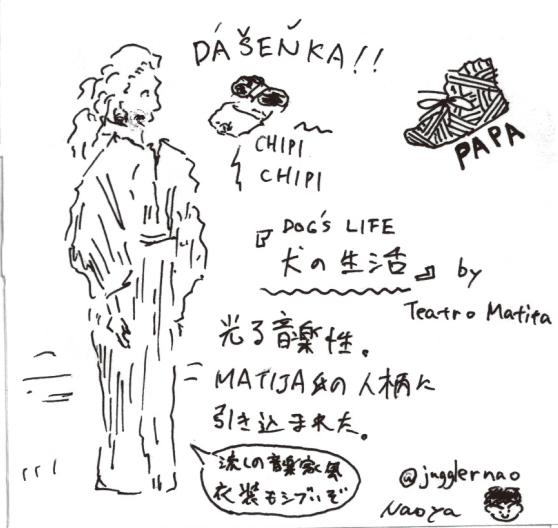 DÁŠEŇKA!!
CHIPI
CHIPI
PAPA
『DOG'S LIFE
犬の生活』 by
Teatro Matita
光る音楽性。
MATIJA氏の人柄に
引き込まれた。
流しの音楽家風
衣装もシブいぞ
@jugglernao
Naoya